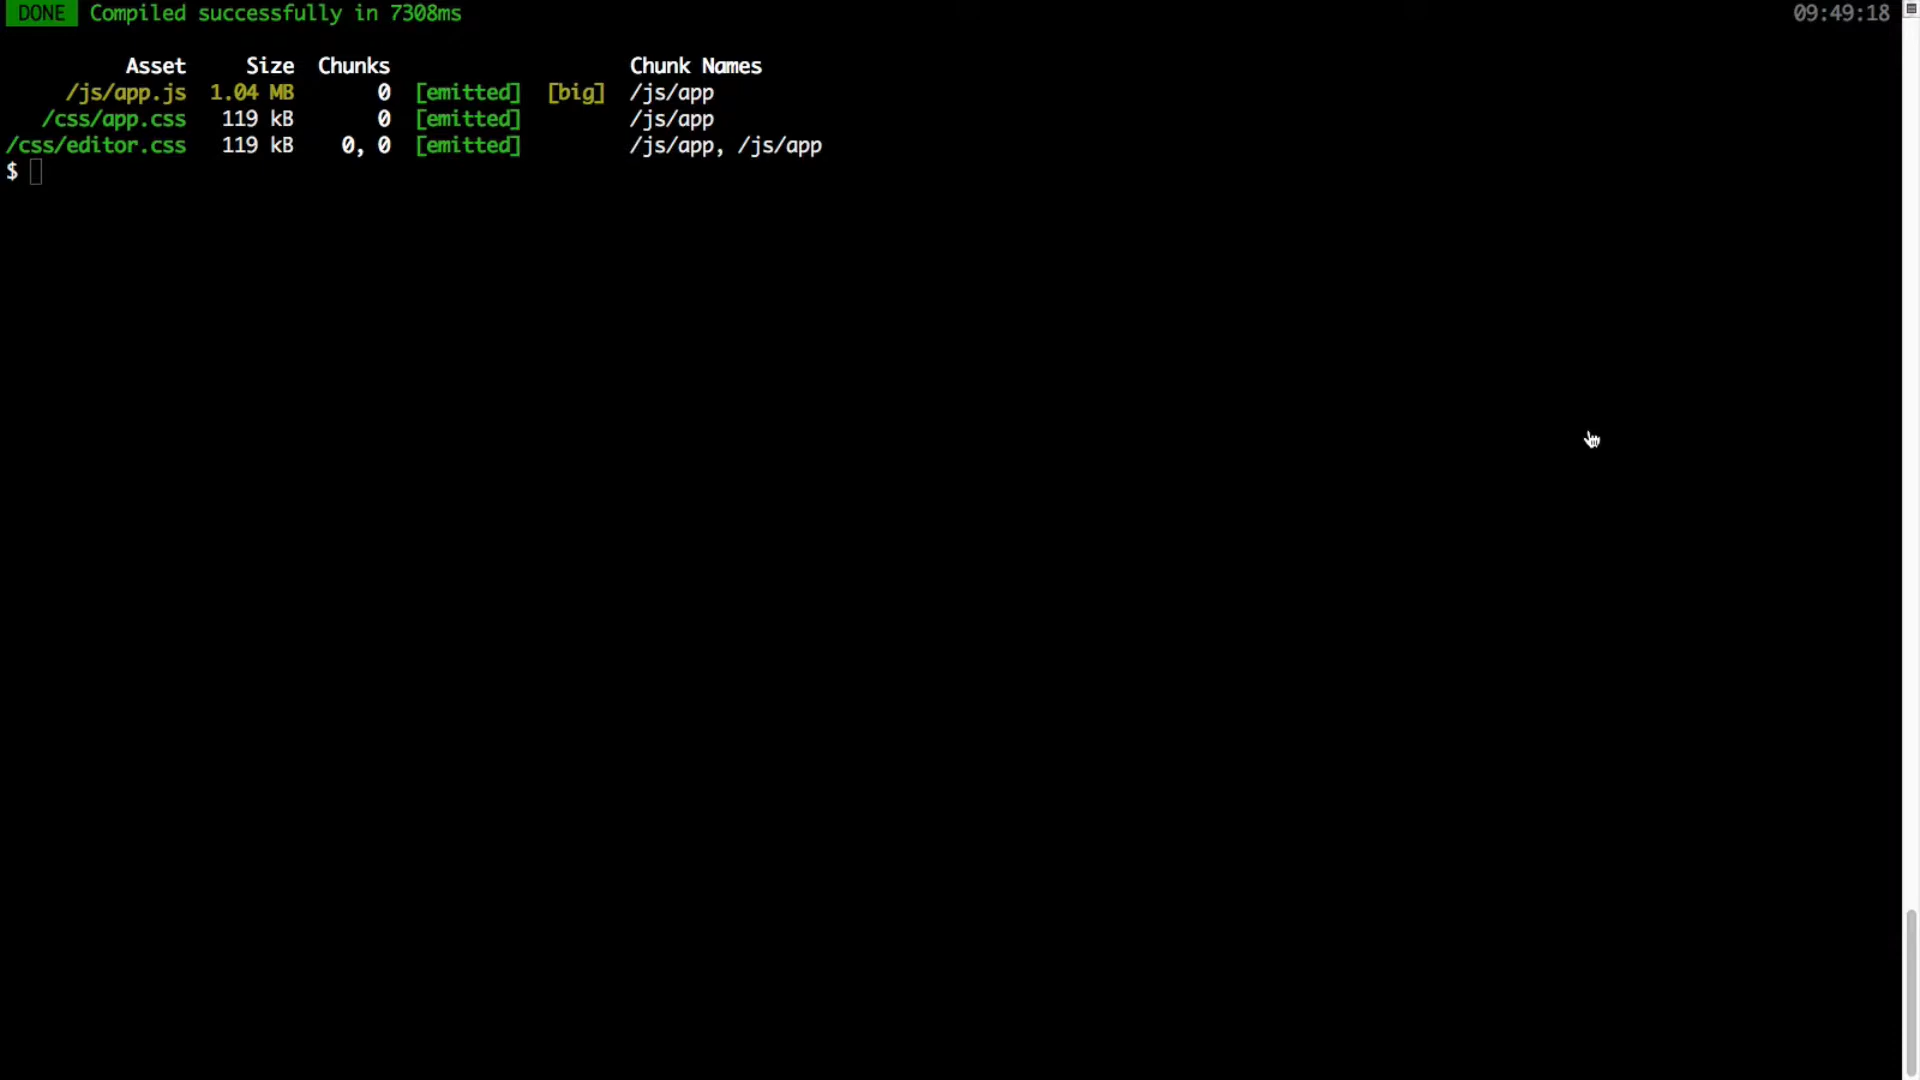 DONE Compiled successfully in 7308ms 09:49:18
Asset Size Chunks Chunk Names
/js/app.js 1.04 MB 0 [emitted] [big] /js/app
/css/app.css 119 kB 0 [emitted] /js/app
/css/editor.css 119 kB 0, 0 [emitted] /js/app, /js/app
$